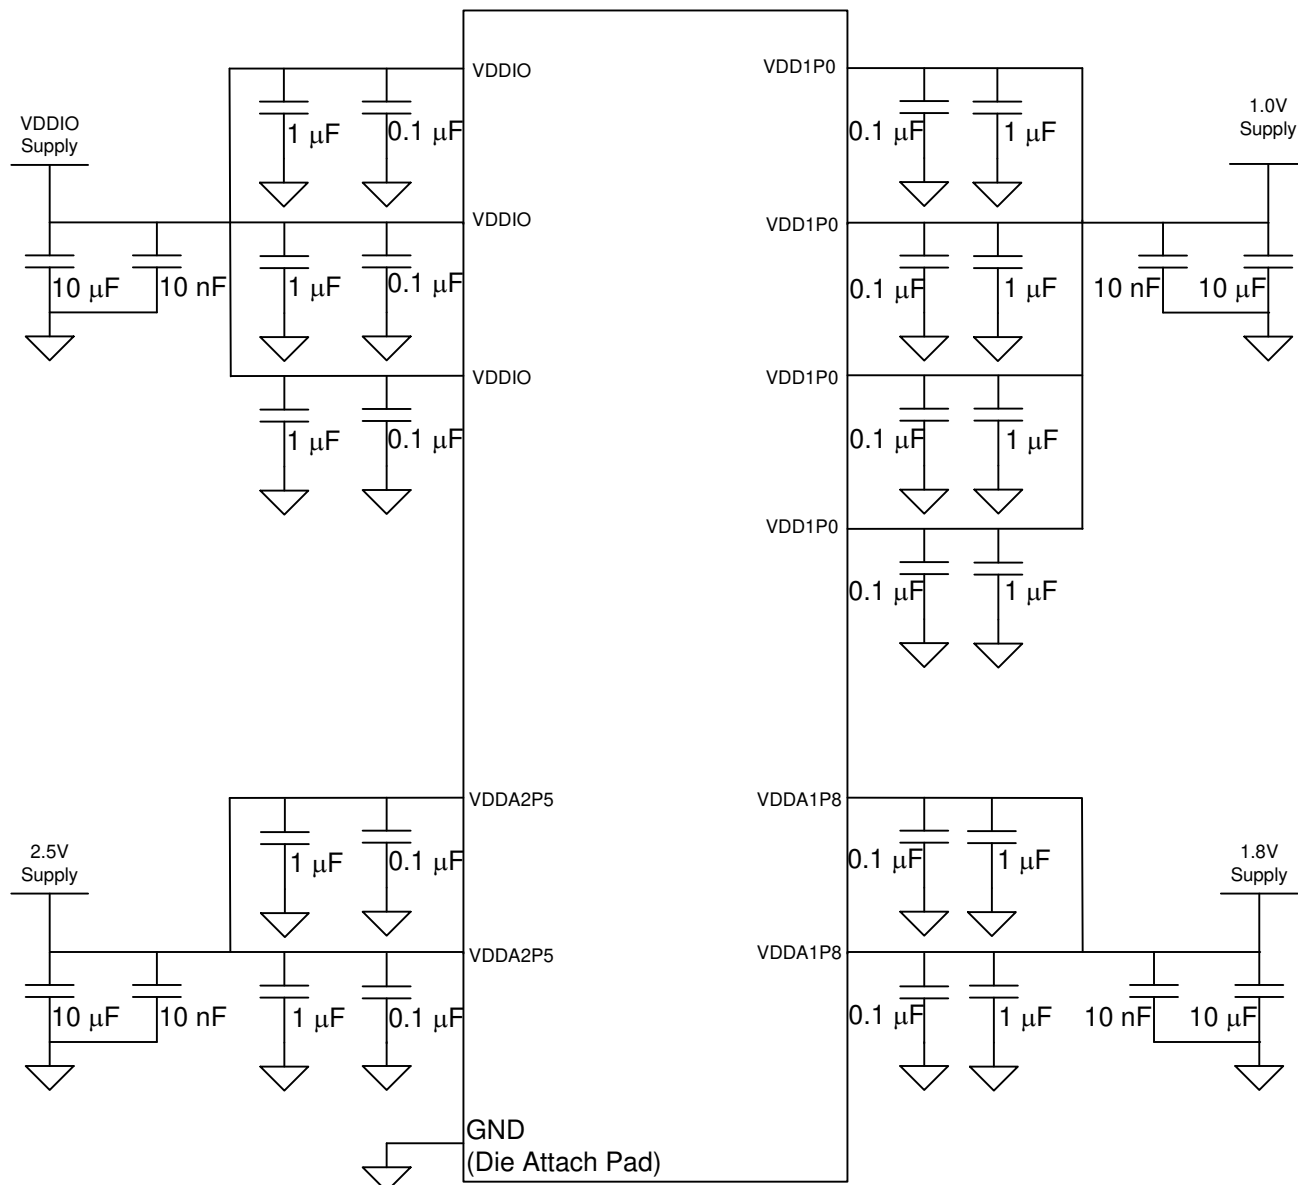 VDDIO
VDD1P0
1 µF
0.1 µF
0.1 µF
1 µF
VDDIO
Supply
1.0V
Supply
VDDIO
VDD1P0
10 µF
10 nF
1 µF
0.1 µF
0.1 µF
1 µF
10 nF
10 µF
VDDIO
VDD1P0
1 µF
0.1 µF
0.1 µF
1 µF
VDD1P0
0.1 µF
1 µF
VDDA2P5
VDDA1P8
1 µF
0.1 µF
0.1 µF
1 µF
2.5V
Supply
1.8V
Supply
VDDA2P5
VDDA1P8
10 µF
10 nF
1 µF
0.1 µF
0.1 µF
1 µF
10 nF
10 µF
GND
(Die Attach Pad)